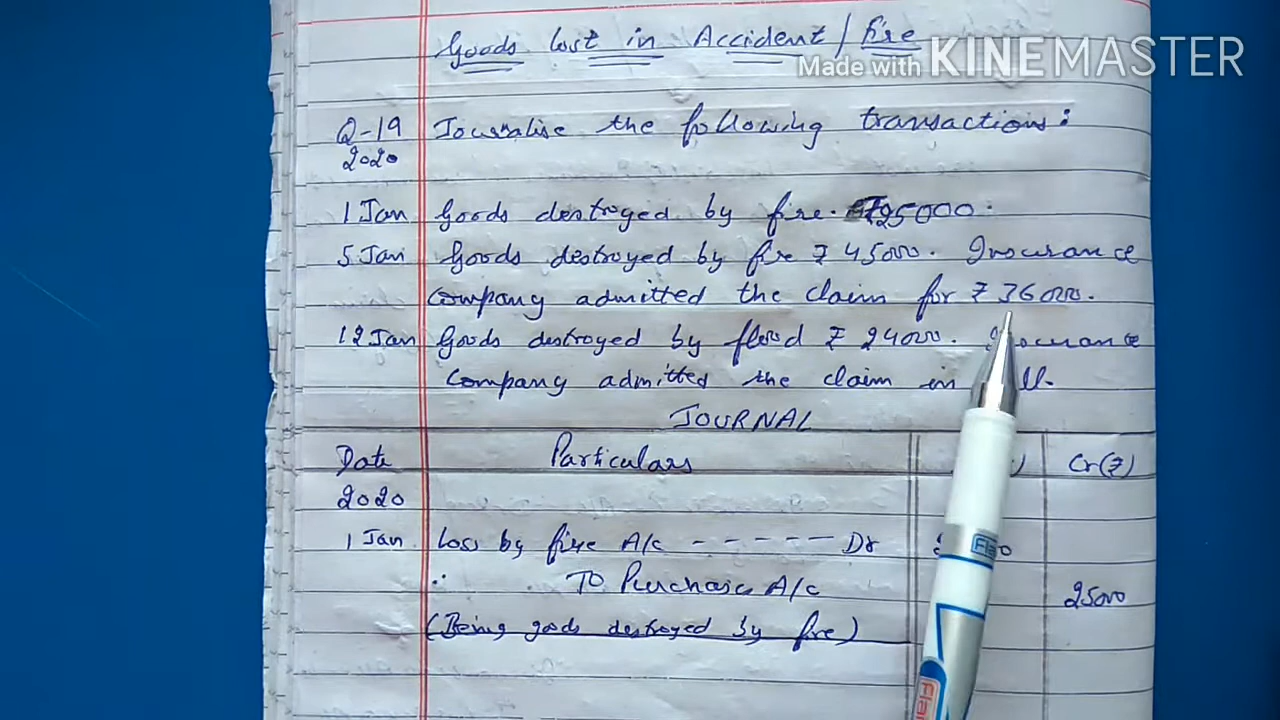 Goods Lost in Accident / Fire
Made with KINEMASTER
Q-19 Journalise the following transactions:
2020
1 Jan Goods destroyed by fire. ₹25000.
5 Jan Goods destroyed by fire ₹ 45000. Insurance
Company admitted the claim for ₹ 36000.
12 Jan Goods destroyed by flood ₹ 24000. Insurance
Company admitted the claim in
JOURNAL
Date Particulars Cr(₹)
2020
1 Jan Loss by fire A/c - - - - - - Dr
To Purchase A/c 25000
(Being goods destroyed by fire)
Flair